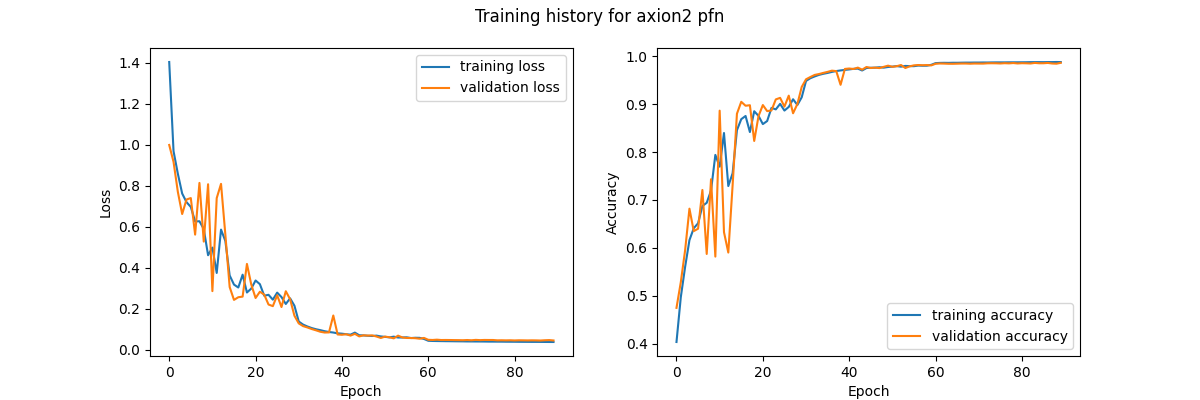 Training history for axion2 pfn
1.4
1.2
1.0
0.8
0.6
0.4
0.2
0.0
Loss
0 20 40 60 80
Epoch
training loss
validation loss
1.0
0.9
0.8
0.7
0.6
0.5
0.4
Accuracy
0 20 40 60 80
Epoch
training accuracy
validation accuracy